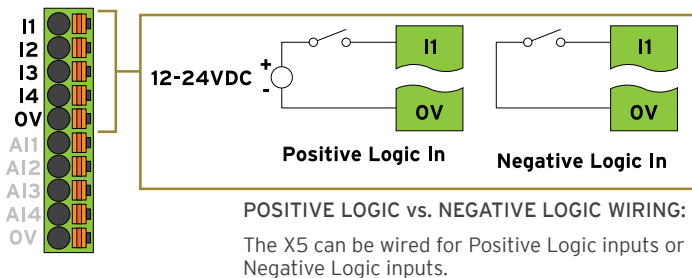 I1
I2
I3
I4
0V
AI1
AI2
AI3
AI4
0V
12-24VDC
+
-
I1
0V
Positive Logic In
I1
0V
Negative Logic In
POSITIVE LOGIC vs. NEGATIVE LOGIC WIRING:
The X5 can be wired for Positive Logic inputs or
Negative Logic inputs.